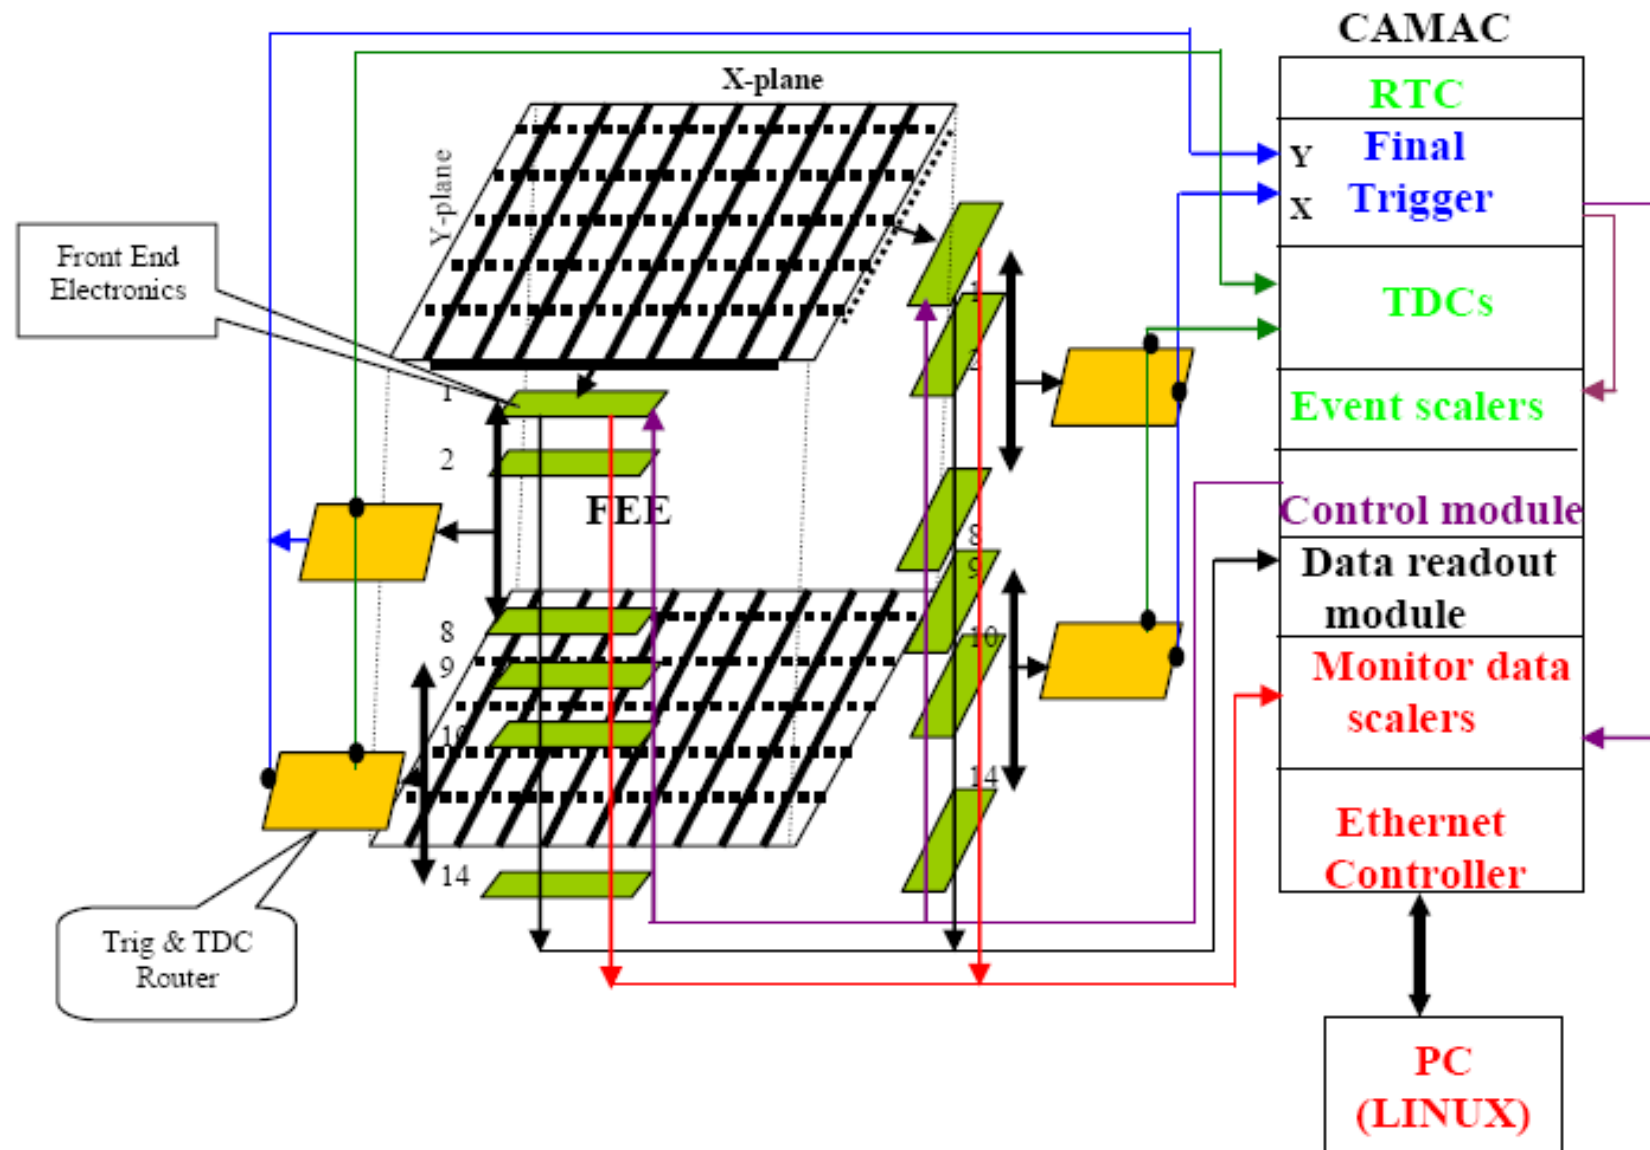 CAMAC
X-plane
Y-plane
RTC
Y
Final
X
Trigger
TDCs
Event scalers
Control module
Data readout
module
Monitor data
scalers
Ethernet
Controller
PC
(LINUX)
Front End
Electronics
1
2
FEE
8
9
10
14
1
8
9
10
14
Trig & TDC
Router